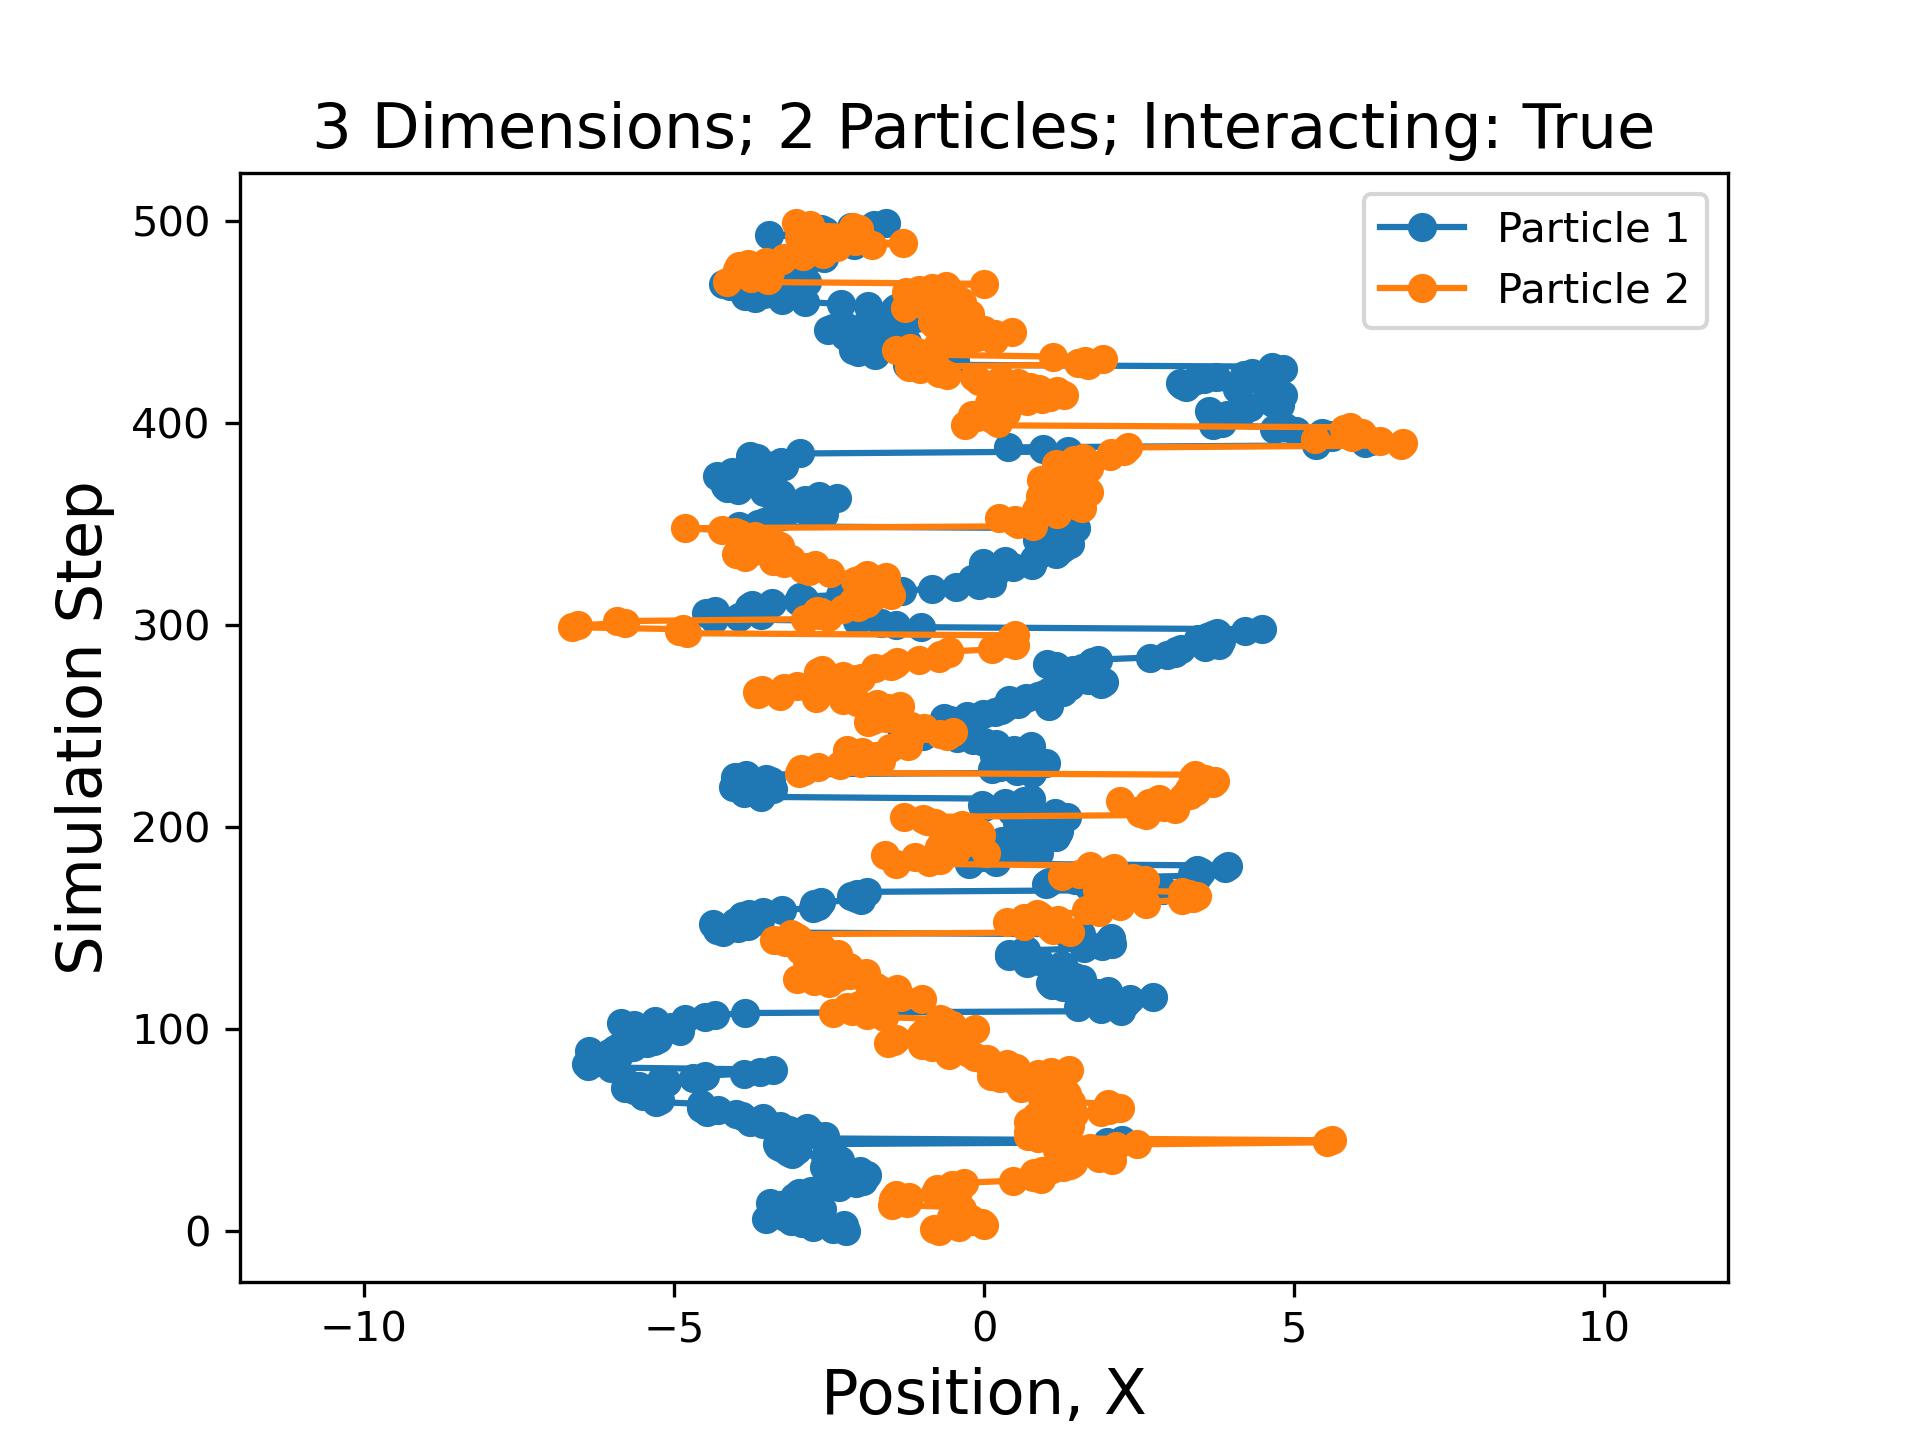 3 Dimensions; 2 Particles; Interacting: True
Particle 1
Particle 2
Simulation Step
500
400
300
200
100
0
−10
−5
0
5
10
Position, X